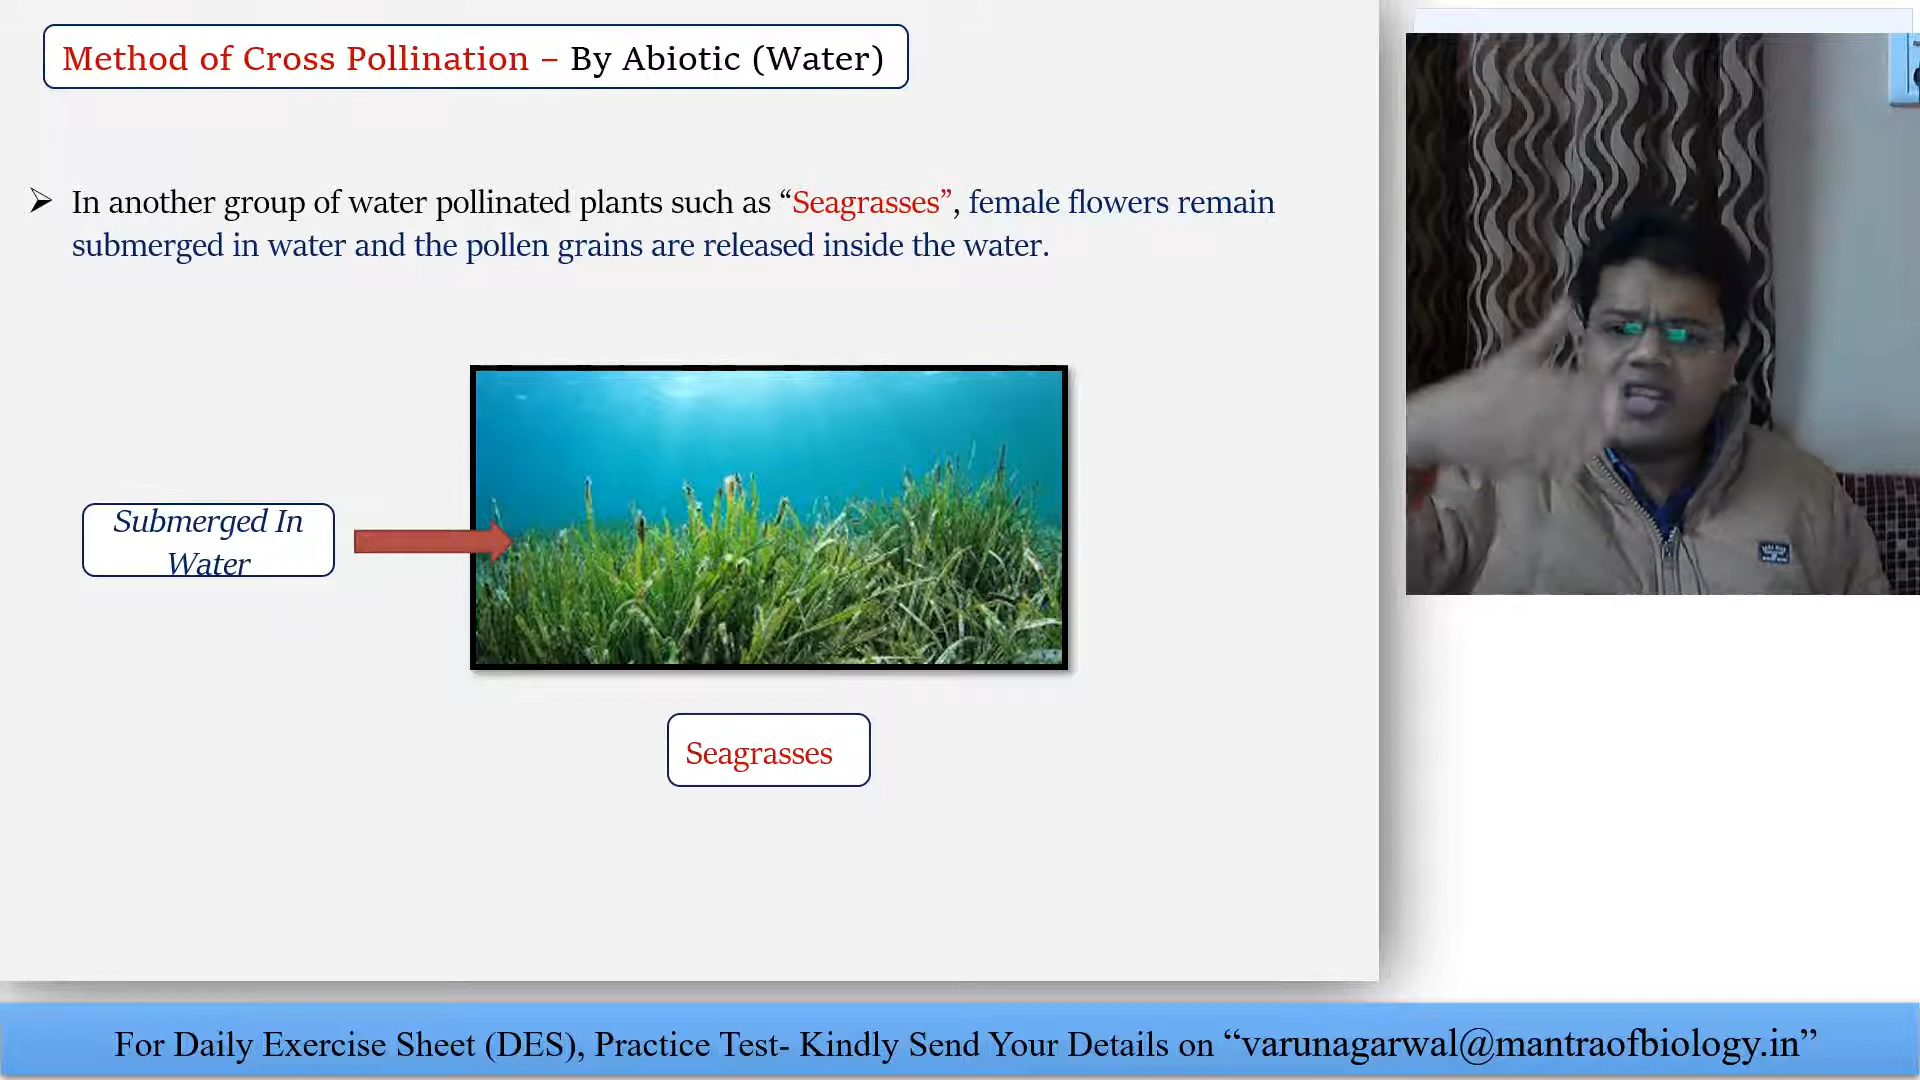 Method of Cross Pollination – By Abiotic (Water)
➢ In another group of water pollinated plants such as “Seagrasses”, female flowers remain
submerged in water and the pollen grains are released inside the water.
Submerged In
Water
Seagrasses
For Daily Exercise Sheet (DES), Practice Test- Kindly Send Your Details on “varunagarwal@mantraofbiology.in”